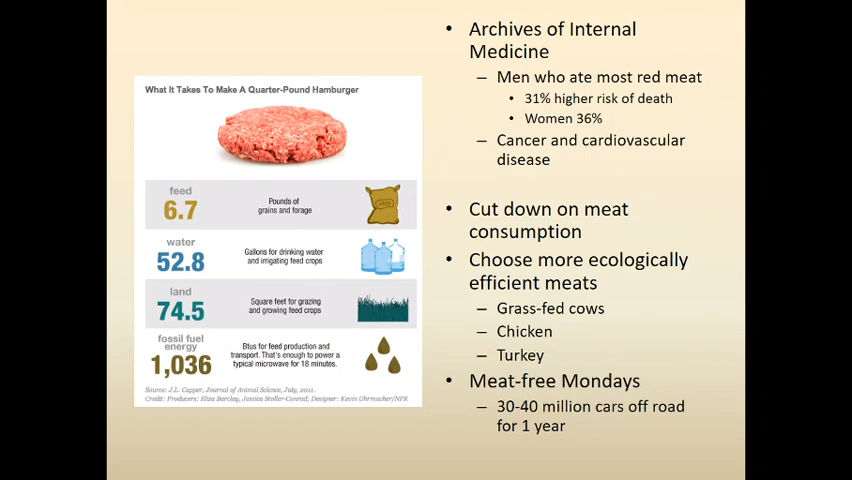 What It Takes To Make A Quarter-Pound Hamburger
feed
6.7
Pounds of
grains and forage
water
52.8
Gallons for drinking water
and irrigating feed crops
land
74.5
Square feet for grazing
and growing feed crops
fossil fuel
energy
1,036
Btus for feed production and
transport. That's enough to power a
typical microwave for 18 minutes.
Source: J.L. Capper, Journal of Animal Science, July, 2011.
Credit: Producers: Eliza Barclay, Jessica Stoller-Conrad; Designer: Kevin Uhrmacher/NPR
• Archives of Internal
Medicine
– Men who ate most red meat
• 31% higher risk of death
• Women 36%
– Cancer and cardiovascular
disease
• Cut down on meat
consumption
• Choose more ecologically
efficient meats
– Grass-fed cows
– Chicken
– Turkey
• Meat-free Mondays
– 30-40 million cars off road
for 1 year